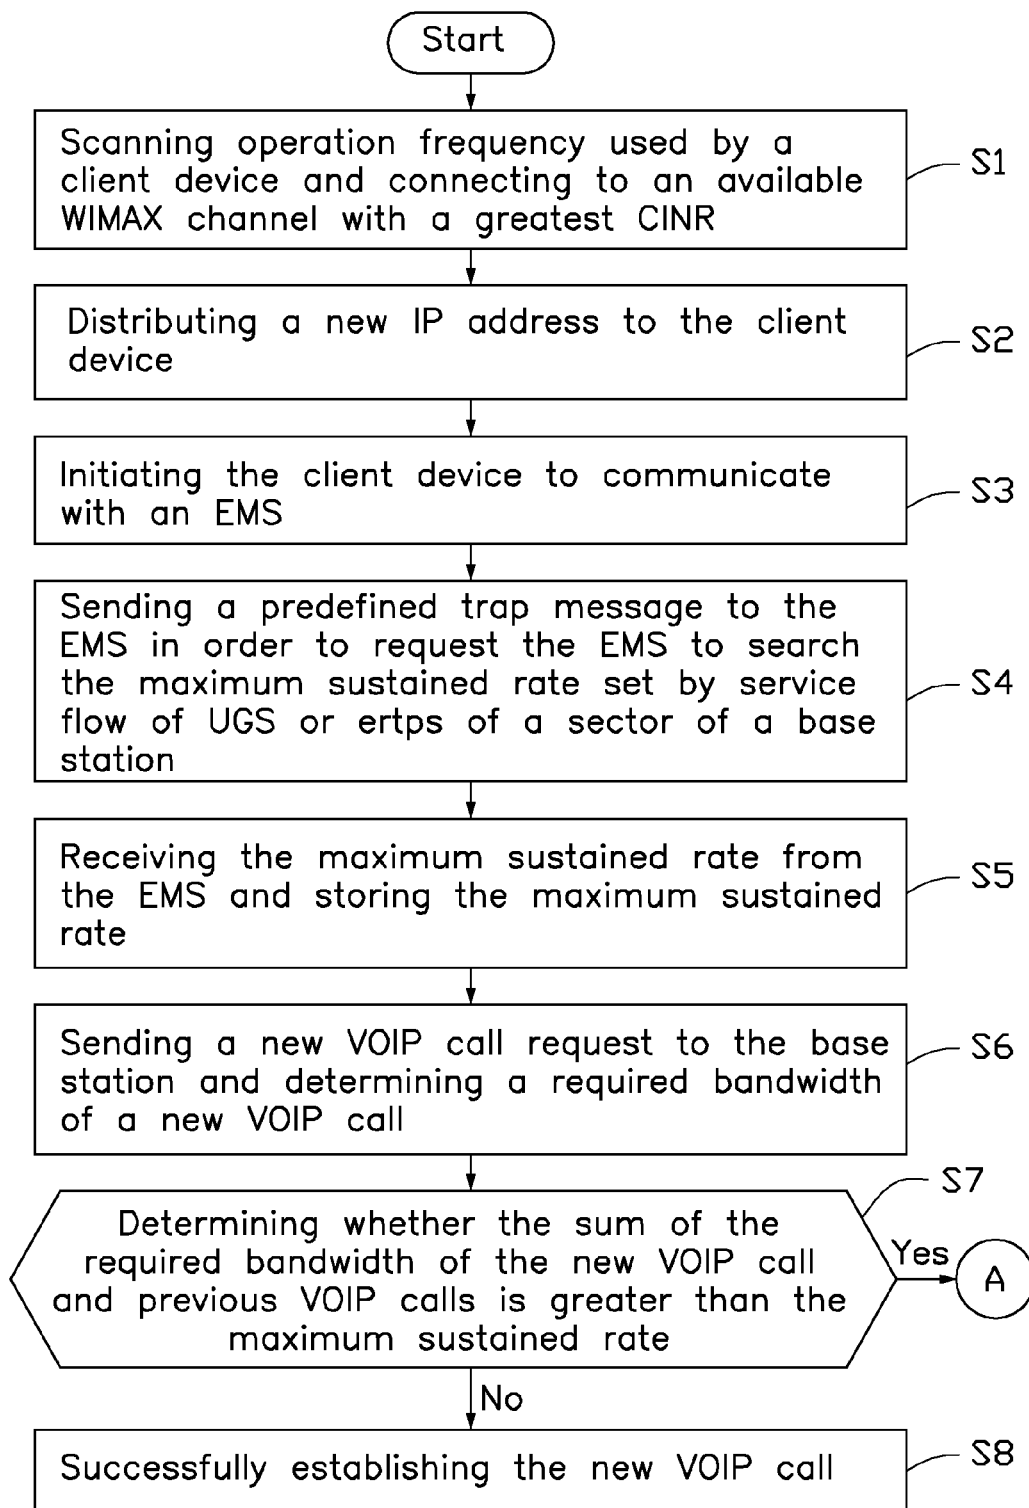 Start
Scanning operation frequency used by a
client device and connecting to an available
WIMAX channel with a greatest CINR
S1
Distributing a new IP address to the client
device
S2
Initiating the client device to communicate
with an EMS
S3
Sending a predefined trap message to the
EMS in order to request the EMS to search
the maximum sustained rate set by service
flow of UGS or ertps of a sector of a base
station
S4
Receiving the maximum sustained rate from
the EMS and storing the maximum sustained
rate
S5
Sending a new VOIP call request to the base
station and determining a required bandwidth
of a new VOIP call
S6
Determining whether the sum of the
required bandwidth of the new VOIP call
and previous VOIP calls is greater than the
maximum sustained rate
S7
Yes
A
No
Successfully establishing the new VOIP call
S8